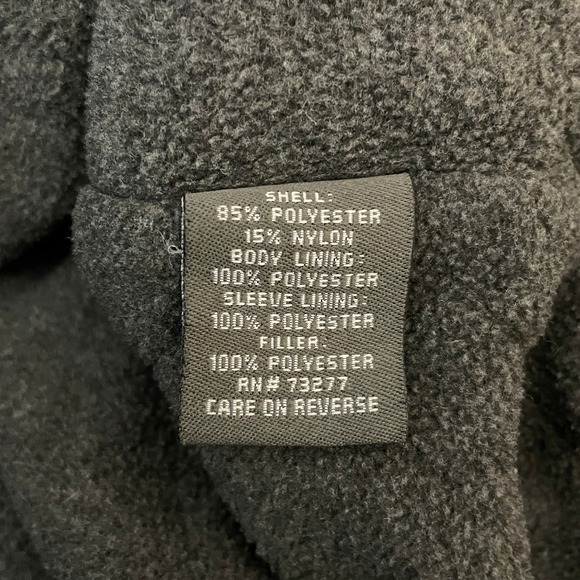 SHELL:
85% POLYESTER
15% NYLON
BODY LINING:
100% POLYESTER
SLEEVE LINING:
100% POLYESTER
FILLER:
100% POLYESTER
RN# 73277
CARE ON REVERSE